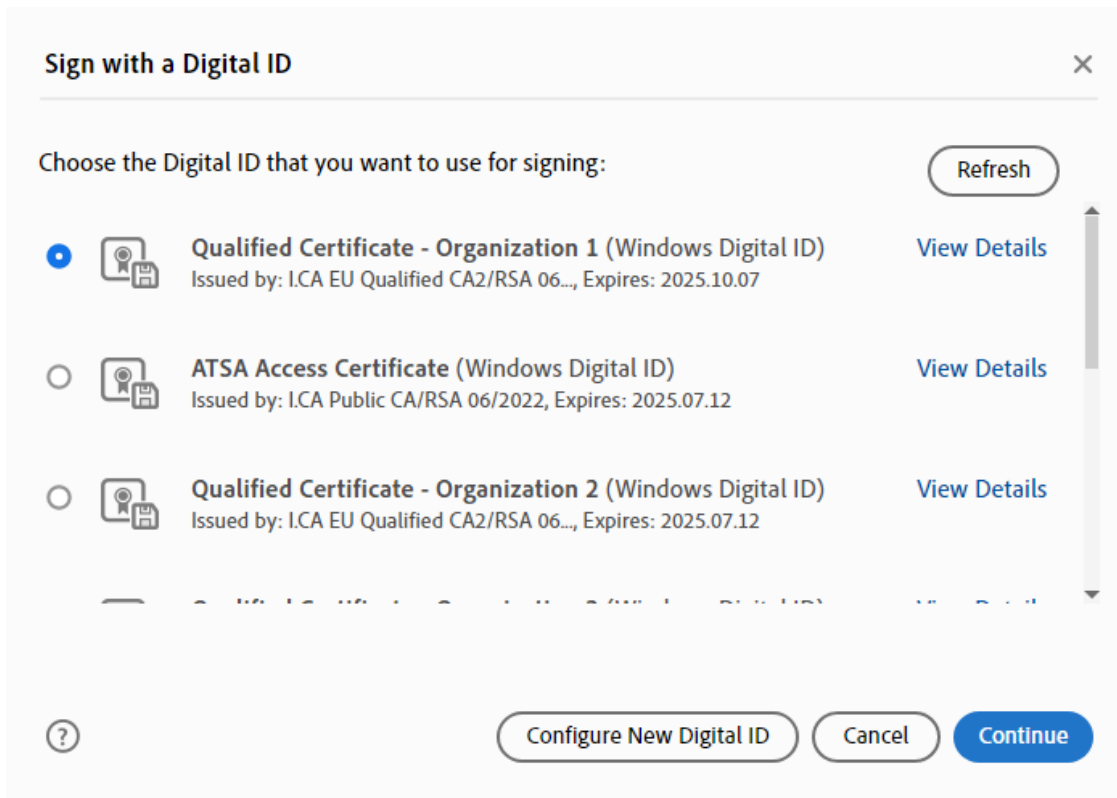 Sign with a Digital ID
Choose the Digital ID that you want to use for signing:
Refresh
Qualified Certificate - Organization 1 (Windows Digital ID)
View Details
Issued by: I.CA EU Qualified CA2/RSA 06..., Expires: 2025.10.07
ATSA Access Certificate (Windows Digital ID)
View Details
Issued by: I.CA Public CA/RSA 06/2022, Expires: 2025.07.12
Qualified Certificate - Organization 2 (Windows Digital ID)
View Details
Issued by: I.CA EU Qualified CA2/RSA 06..., Expires: 2025.07.12
?
Configure New Digital ID
Cancel
Continue